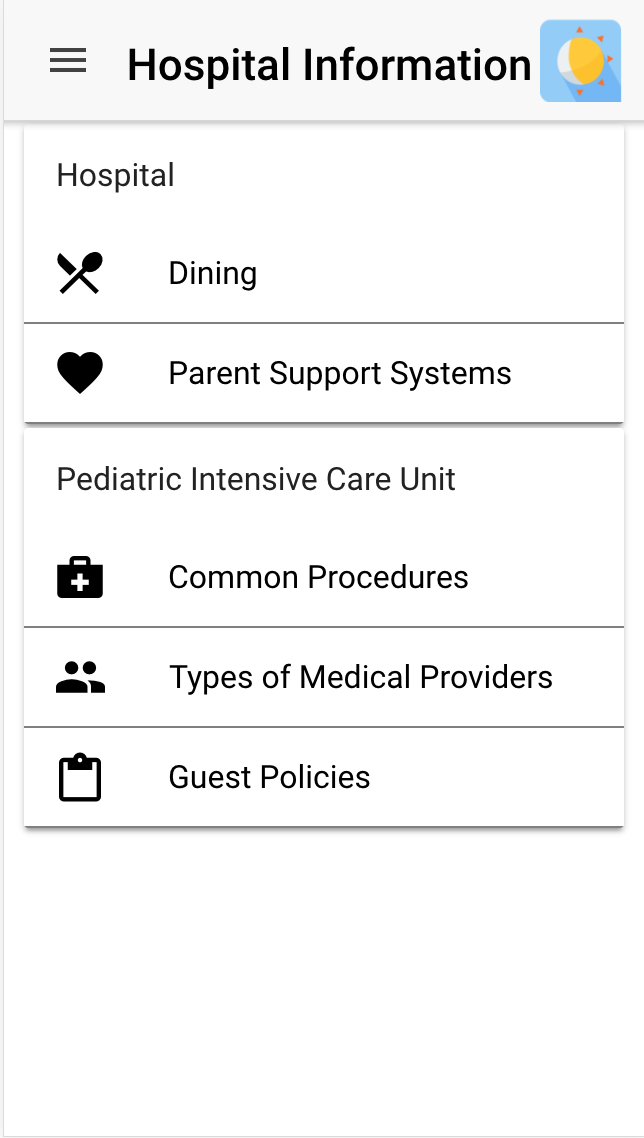 Hospital Information
Hospital
Dining
Parent Support Systems
Pediatric Intensive Care Unit
Common Procedures
Types of Medical Providers
Guest Policies